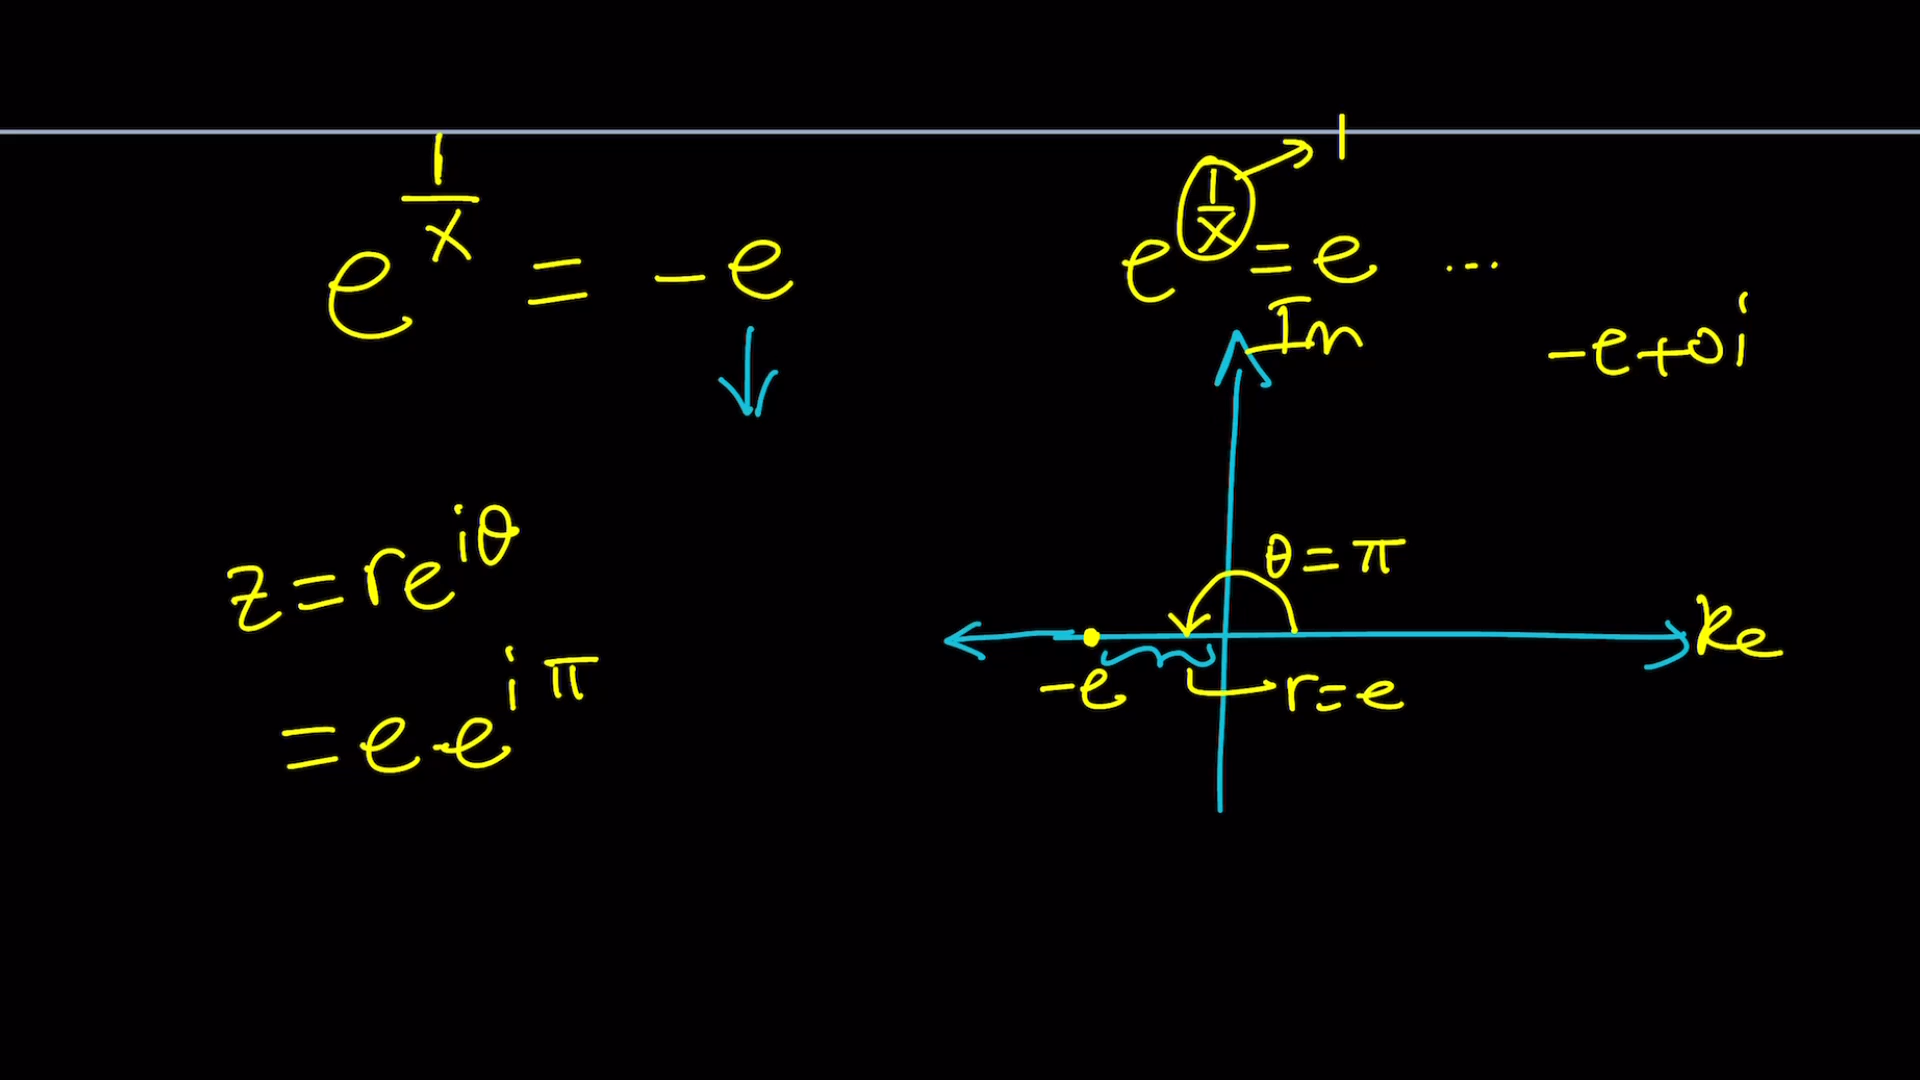 e^{1/x} = -e
e^{1/x} = e ...
1
Im
-e+0i
z = re^{iθ}
= e·e^{iπ}
θ = π
Re
-e
r = e